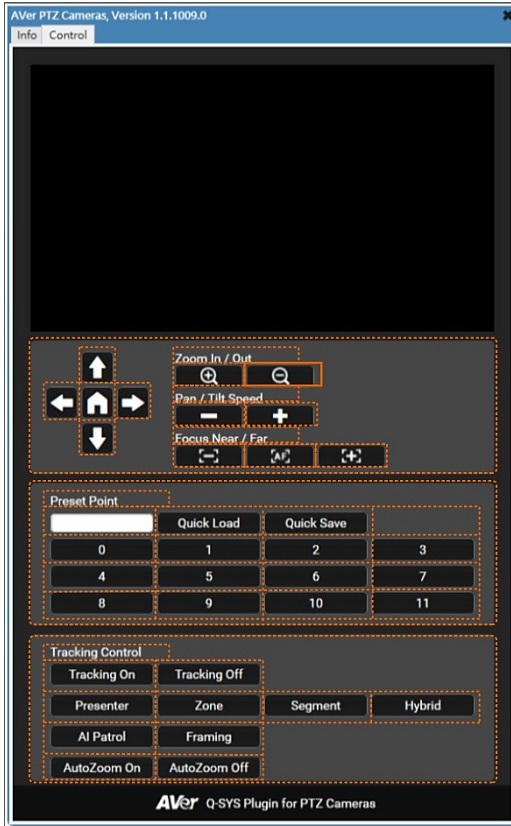 AVer PTZ Cameras, Version 1.1.1009.0
Info Control
Zoom In / Out
Pan / Tilt Speed
Focus Near / Far
AF
Preset Point
Quick Load Quick Save
0 1 2 3
4 5 6 7
8 9 10 11
Tracking Control
Tracking On Tracking Off
Presenter Zone Segment Hybrid
AI Patrol Framing
AutoZoom On AutoZoom Off
AVer Q-SYS Plugin for PTZ Cameras